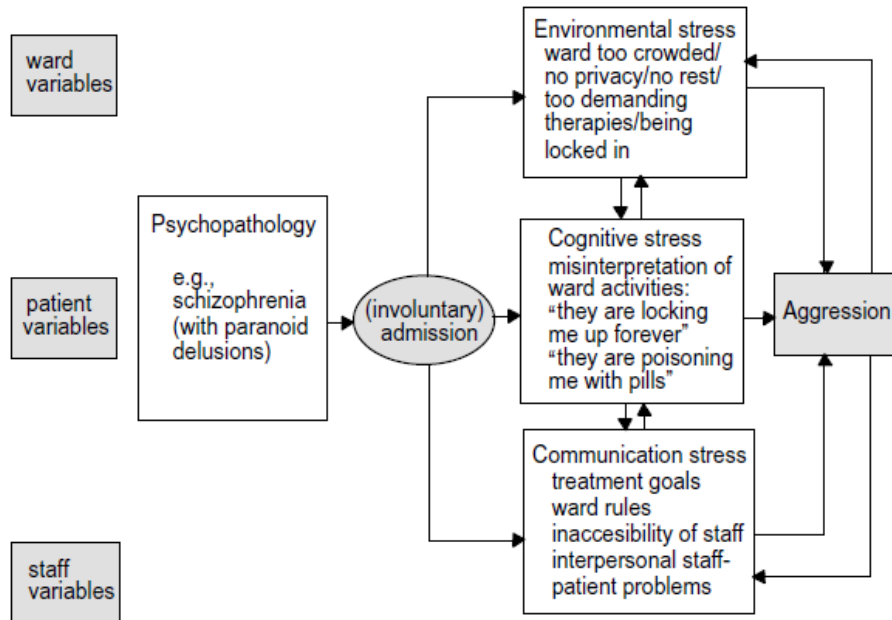 ward
variables
Environmental stress
ward too crowded/
no privacy/no rest/
too demanding
therapies/being
locked in
Psychopathology
e.g.,
schizophrenia
(with paranoid
delusions)
patient
variables
(involuntary)
admission
Cognitive stress
misinterpretation of
ward activities:
“they are locking
me up forever”
“they are poisoning
me with pills”
Aggression
Communication stress
treatment goals
ward rules
inaccesibility of staff
interpersonal staff-
patient problems
staff
variables